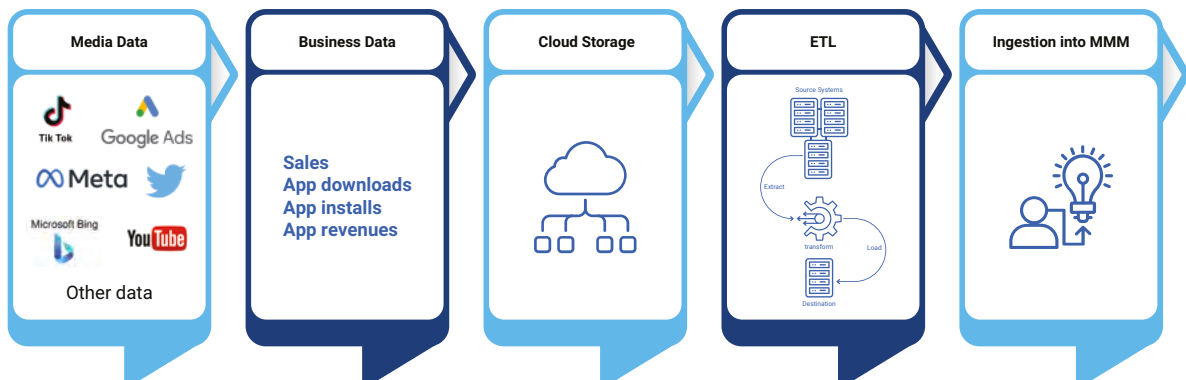 Media Data
Tik Tok
Google Ads
Meta
Microsoft Bing
YouTube
Other data
Business Data
Sales
App downloads
App installs
App revenues
Cloud Storage
ETL
Source Systems
Extract
transform
Load
Destination
Ingestion into MMM